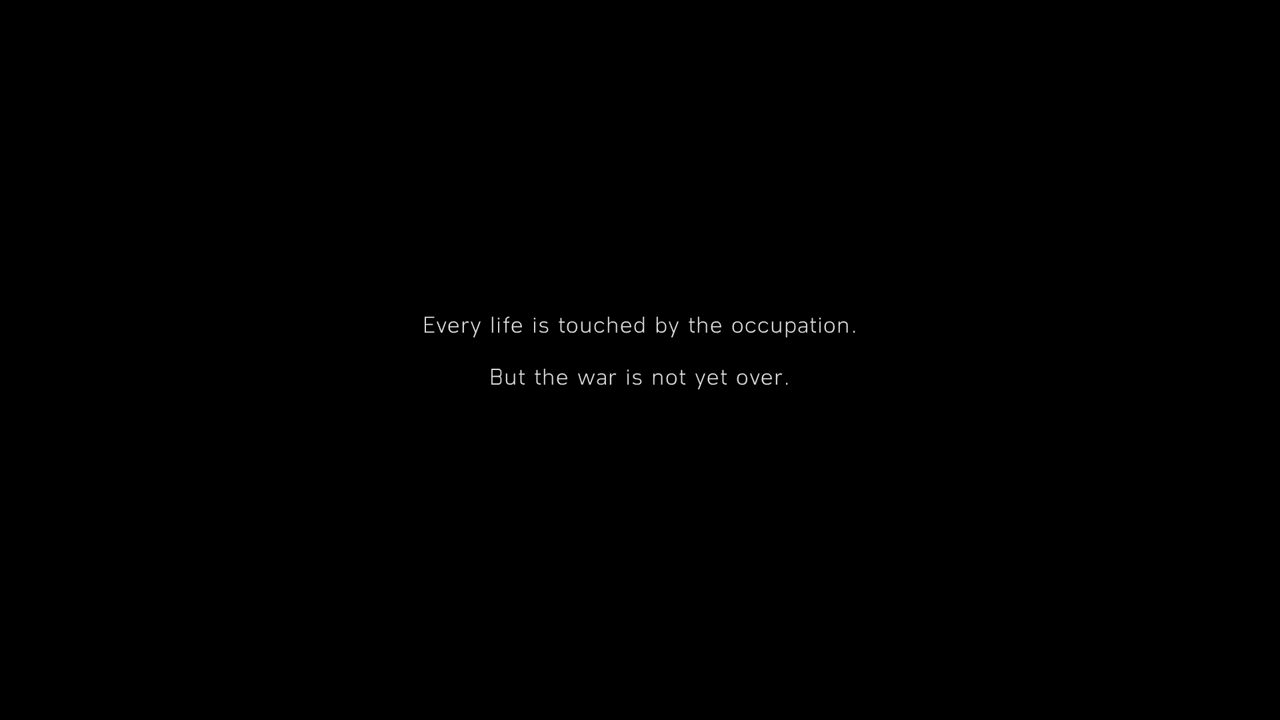 Every life is touched by the occupation.
But the war is not yet over.